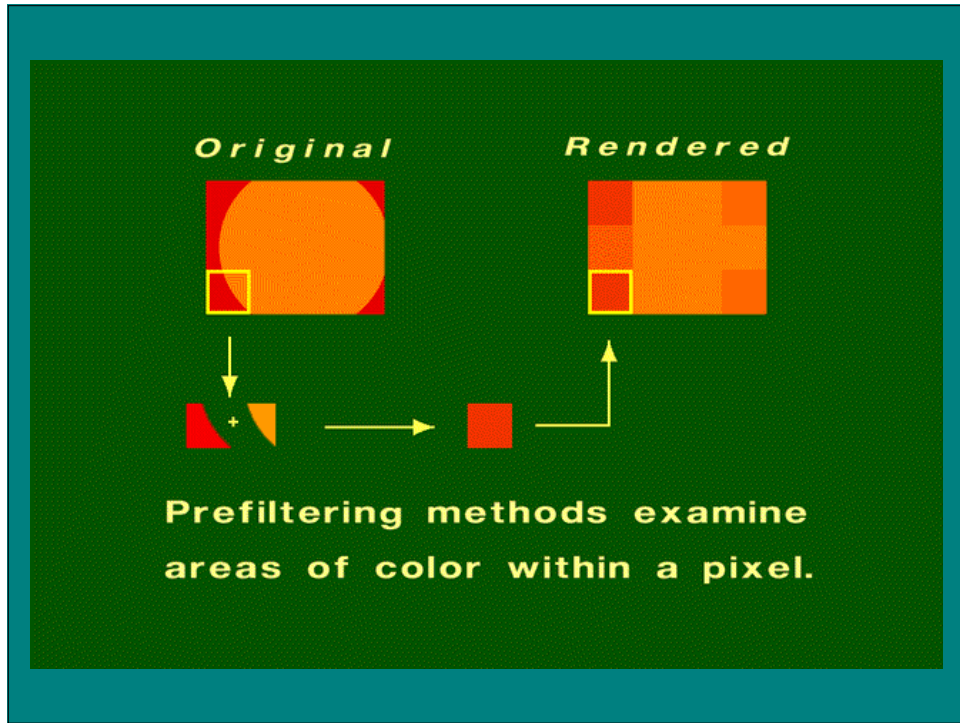 Original Rendered
+
Prefiltering methods examine
areas of color within a pixel.